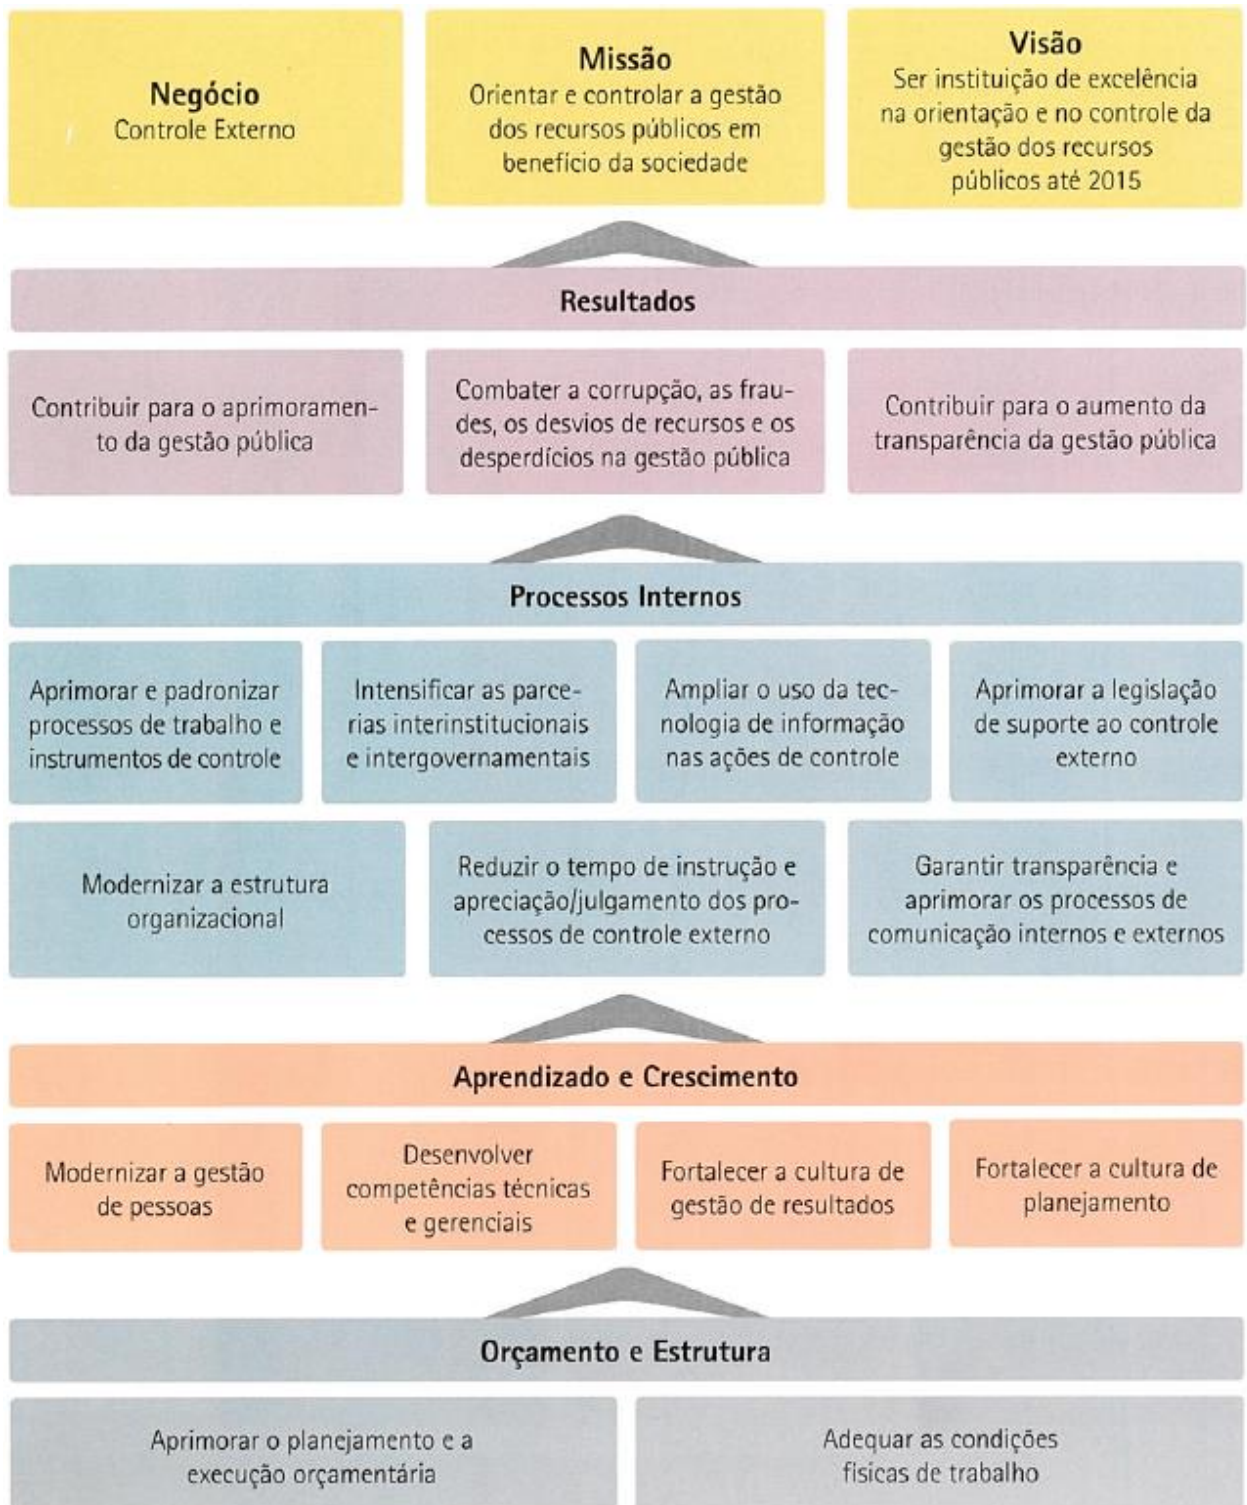 Negócio
Controle Externo
Missão
Orientar e controlar a gestão
dos recursos públicos em
benefício da sociedade
Visão
Ser instituição de excelência
na orientação e no controle da
gestão dos recursos
públicos até 2015
Resultados
Contribuir para o aprimoramen-
to da gestão pública
Combater a corrupção, as frau-
des, os desvios de recursos e os
desperdícios na gestão pública
Contribuir para o aumento da
transparência da gestão pública
Processos Internos
Aprimorar e padronizar
processos de trabalho e
instrumentos de controle
Intensificar as parce-
rias interinstitucionais
e intergovernamentais
Ampliar o uso da tec-
nologia de informação
nas ações de controle
Aprimorar a legislação
de suporte ao controle
externo
Modernizar a estrutura
organizacional
Reduzir o tempo de instrução e
apreciação/julgamento dos pro-
cessos de controle externo
Garantir transparência e
aprimorar os processos de
comunicação internos e externos
Aprendizado e Crescimento
Modernizar a gestão
de pessoas
Desenvolver
competências técnicas
e gerenciais
Fortalecer a cultura de
gestão de resultados
Fortalecer a cultura de
planejamento
Orçamento e Estrutura
Aprimorar o planejamento e a
execução orçamentária
Adequar as condições
físicas de trabalho